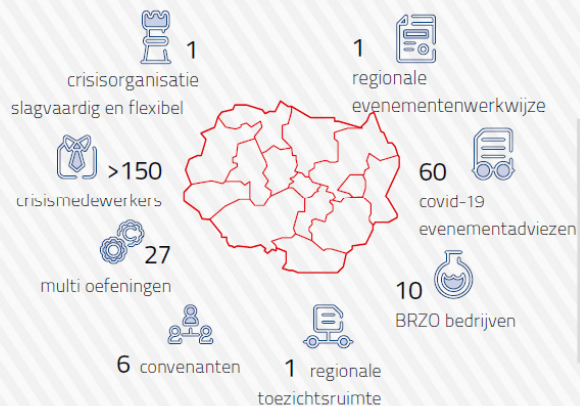 1
crisisorganisatie
slagvaardig en flexibel
1
regionale
evenementenwerkwijze
>150
crisismedewerkers
60
covid-19
evenementadviezen
27
multi oefeningen
10
BRZO bedrijven
6 convenanten
1 regionale
toezichtsruimte